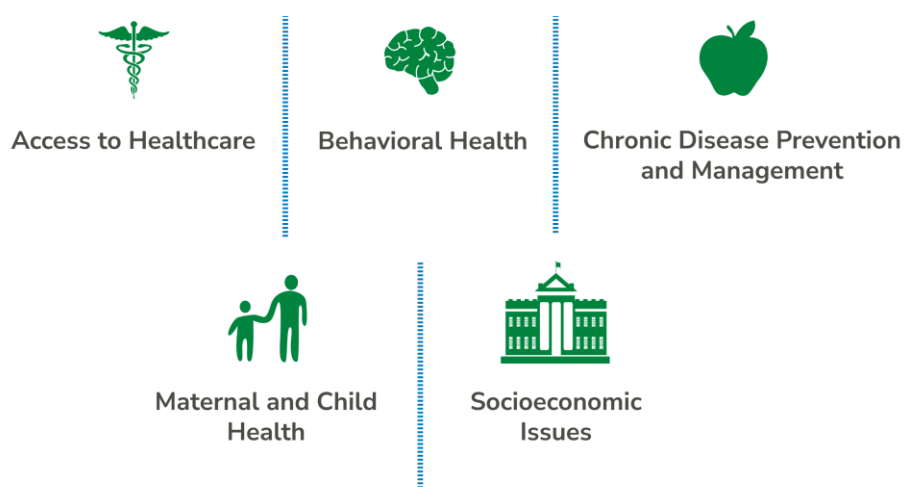 Access to Healthcare
Behavioral Health
Chronic Disease Prevention
and Management
Maternal and Child
Health
Socioeconomic
Issues